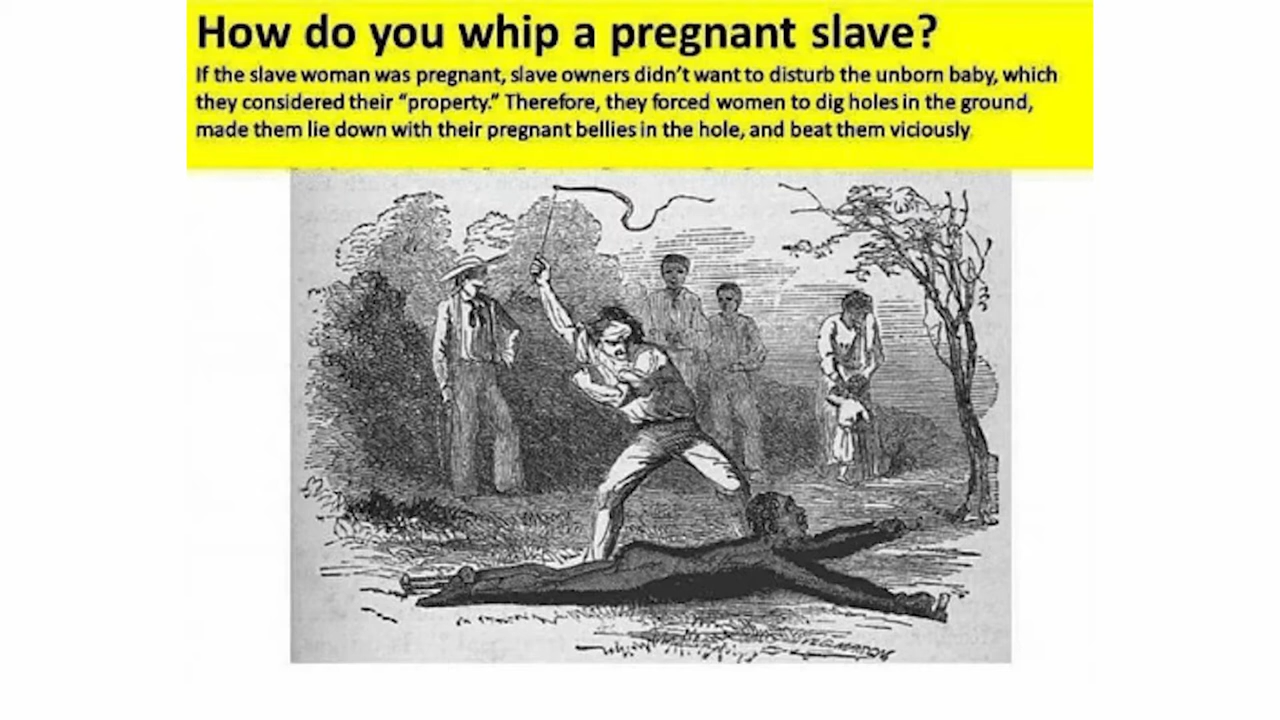 How do you whip a pregnant slave?
If the slave woman was pregnant, slave owners didn't want to disturb the unborn baby, which
they considered their “property.” Therefore, they forced women to dig holes in the ground,
made them lie down with their pregnant bellies in the hole, and beat them viciously